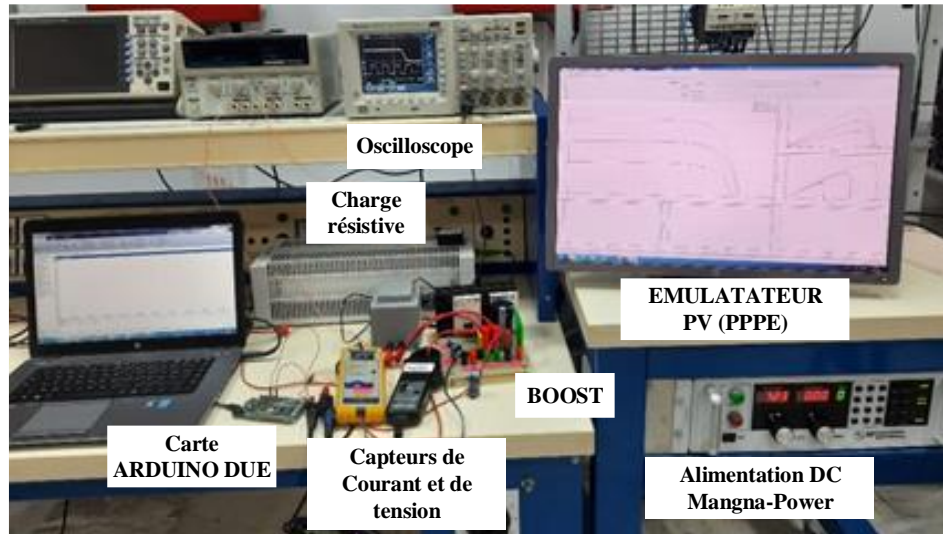 Oscilloscope
Charge
résistive
EMULATATEUR
PV (PPPE)
BOOST
Carte
ARDUINO DUE
Capteurs de
Courant et de
tension
Alimentation DC
Mangna-Power